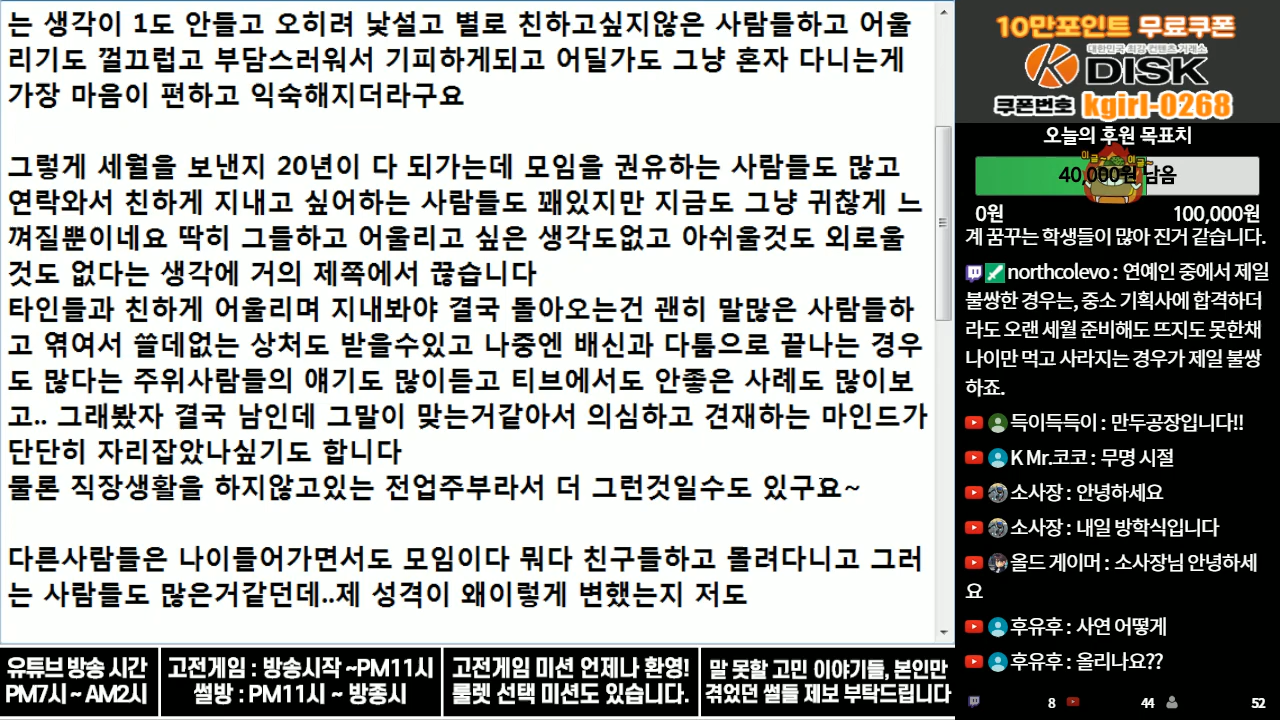 는 생각이 1도 안들고 오히려 낯설고 별로 친하고싶지않은 사람들하고 어울
리기도 껄끄럽고 부담스러워서 기피하게되고 어딜가도 그냥 혼자 다니는게
가장 마음이 편하고 익숙해지더라구요
그렇게 세월을 보낸지 20년이 다 되가는데 모임을 권유하는 사람들도 많고
연락와서 친하게 지내고 싶어하는 사람들도 꽤있지만 지금도 그냥 귀찮게 느
껴질뿐이네요 딱히 그들하고 어울리고 싶은 생각도없고 아쉬울것도 외로울
것도 없다는 생각에 거의 제쪽에서 끊습니다
타인들과 친하게 어울리며 지내봐야 결국 돌아오는건 괜히 말많은 사람들하
고 엮여서 쓸데없는 상처도 받을수있고 나중엔 배신과 다툼으로 끝나는 경우
도 많다는 주위사람들의 얘기도 많이듣고 티브에서도 안좋은 사례도 많이보
고.. 그래봤자 결국 남인데 그말이 맞는거같아서 의심하고 견재하는 마인드가
단단히 자리잡았나싶기도 합니다
물론 직장생활을 하지않고있는 전업주부라서 더 그런것일수도 있구요~
다른사람들은 나이들어가면서도 모임이다 뭐다 친구들하고 몰려다니고 그러
는 사람들도 많은거같던데..제 성격이 왜이렇게 변했는지 저도
10만포인트 무료쿠폰
대한민국 최강 컨텐츠 거래소
K DISK
쿠폰번호 kgirl-0268
오늘의 후원 목표치
이글~ 이글~
40,000원 남음
0원 100,000원
계 꿈꾸는 학생들이 많아 진거 같습니다.
northcolevo : 연예인 중에서 제일
불쌍한 경우는, 중소 기획사에 합격하더
라도 오랜 세월 준비해도 뜨지도 못한채
나이만 먹고 사라지는 경우가 제일 불쌍
하죠.
득이득득이 : 만두공장입니다!!
K Mr.코코 : 무명 시절
소사장 : 안녕하세요
소사장 : 내일 방학식입니다
올드 게이머 : 소사장님 안녕하세
요
후유후 : 사연 어떻게
후유후 : 올리나요??
8 44 52
유튜브 방송 시간
PM7시 ~ AM2시
고전게임 : 방송시작 ~PM11시
썰방 : PM11시 ~ 방종시
고전게임 미션 언제나 환영!
룰렛 선택 미션도 있습니다.
말 못할 고민 이야기들, 본인만
겪었던 썰들 제보 부탁드립니다